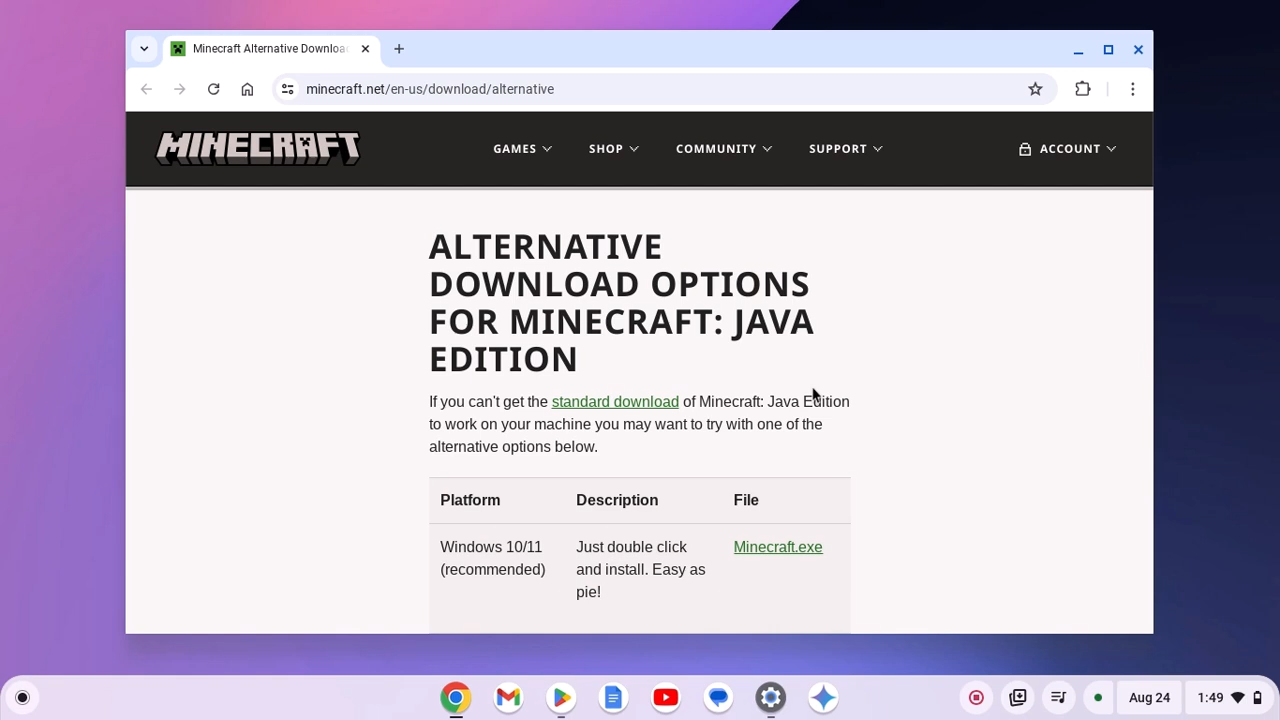 Minecraft Alternative Downloa
minecraft.net/en-us/download/alternative
MINECRAFT
GAMES
SHOP
COMMUNITY
SUPPORT
ACCOUNT
ALTERNATIVE
DOWNLOAD OPTIONS
FOR MINECRAFT: JAVA
EDITION
If you can't get the standard download of Minecraft: Java Edition
to work on your machine you may want to try with one of the
alternative options below.
Platform Description File
Windows 10/11 Just double click Minecraft.exe
(recommended) and install. Easy as
pie!
Aug 24 1:49